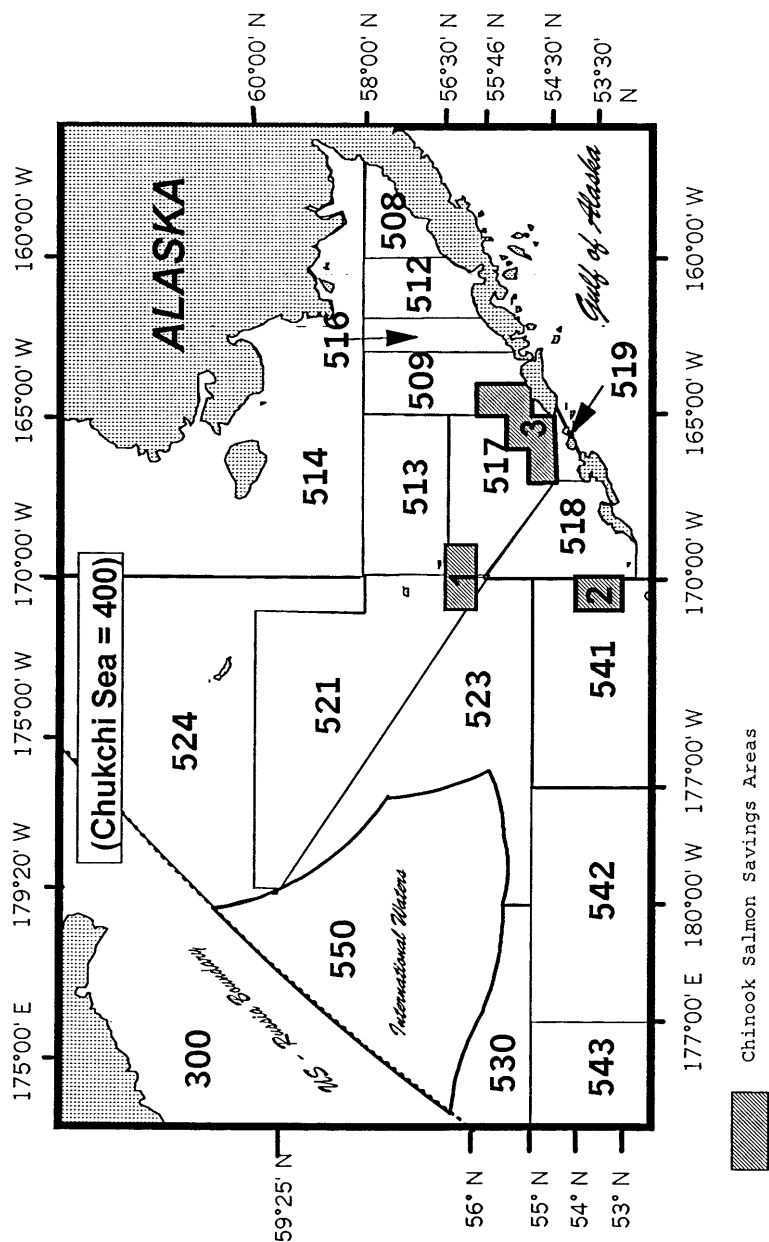 175°00' E
179°20' W
175°00' W
170°00' W
165°00' W
160°00' W
(Chukchi Sea = 400)
ALASKA
300
US - Russia Boundary
524
514
516
60°00' N
59°25' N
550
International Waters
521
513
509
512
508
58°00' N
56°30' N
55°46' N
54°30' N
53°30'
N
56° N
55° N
54° N
53° N
530
523
1
517
3
Gulf of Alaska
543
542
541
2
518
519
177°00' E
180°00' W
177°00' W
170°00' W
165°00' W
160°00' W
Chinook Salmon Savings Areas